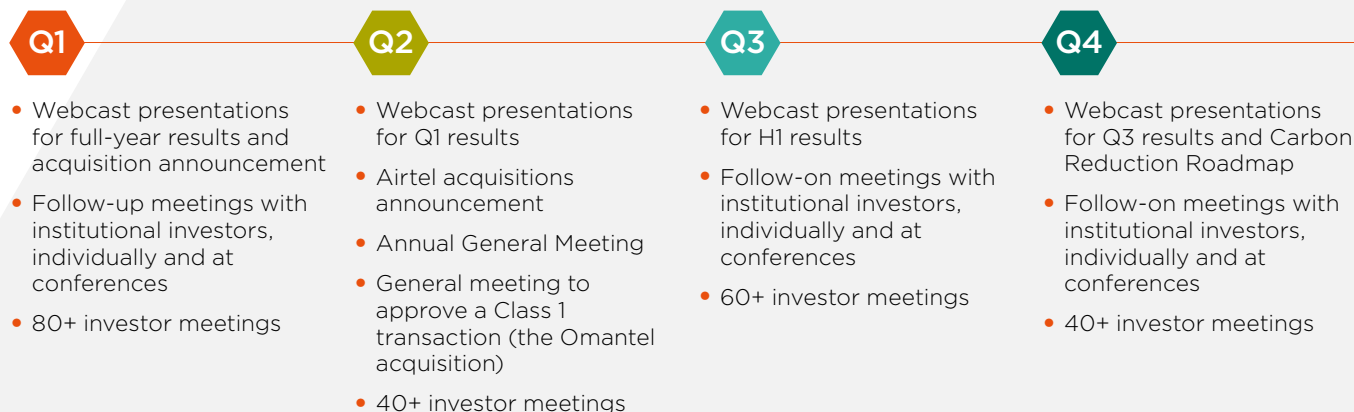 Q1
• Webcast presentations
for full-year results and
acquisition announcement
• Follow-up meetings with
institutional investors,
individually and at
conferences
• 80+ investor meetings
Q2
• Webcast presentations
for Q1 results
• Airtel acquisitions
announcement
• Annual General Meeting
• General meeting to
approve a Class 1
transaction (the Omantel
acquisition)
• 40+ investor meetings
Q3
• Webcast presentations
for H1 results
• Follow-on meetings with
institutional investors,
individually and at
conferences
• 60+ investor meetings
Q4
• Webcast presentations
for Q3 results and Carbon
Reduction Roadmap
• Follow-on meetings with
institutional investors,
individually and at
conferences
• 40+ investor meetings